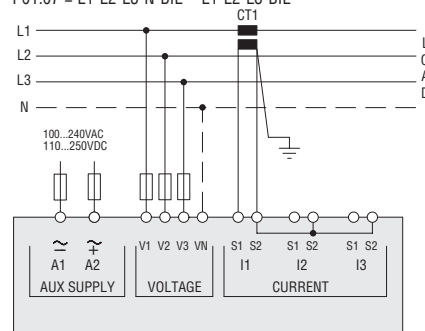 P01.07 = L1-L2-L3-N-BIL L1-L2-L3-BIL
CT1
L1
L2
L3
N
L
O
A
D
100...240VAC
110...250VDC
V1 V2 V3 VN S1 S2 S1 S2 S1 S2
A1 A2 I1 I2 I3
AUX SUPPLY VOLTAGE CURRENT